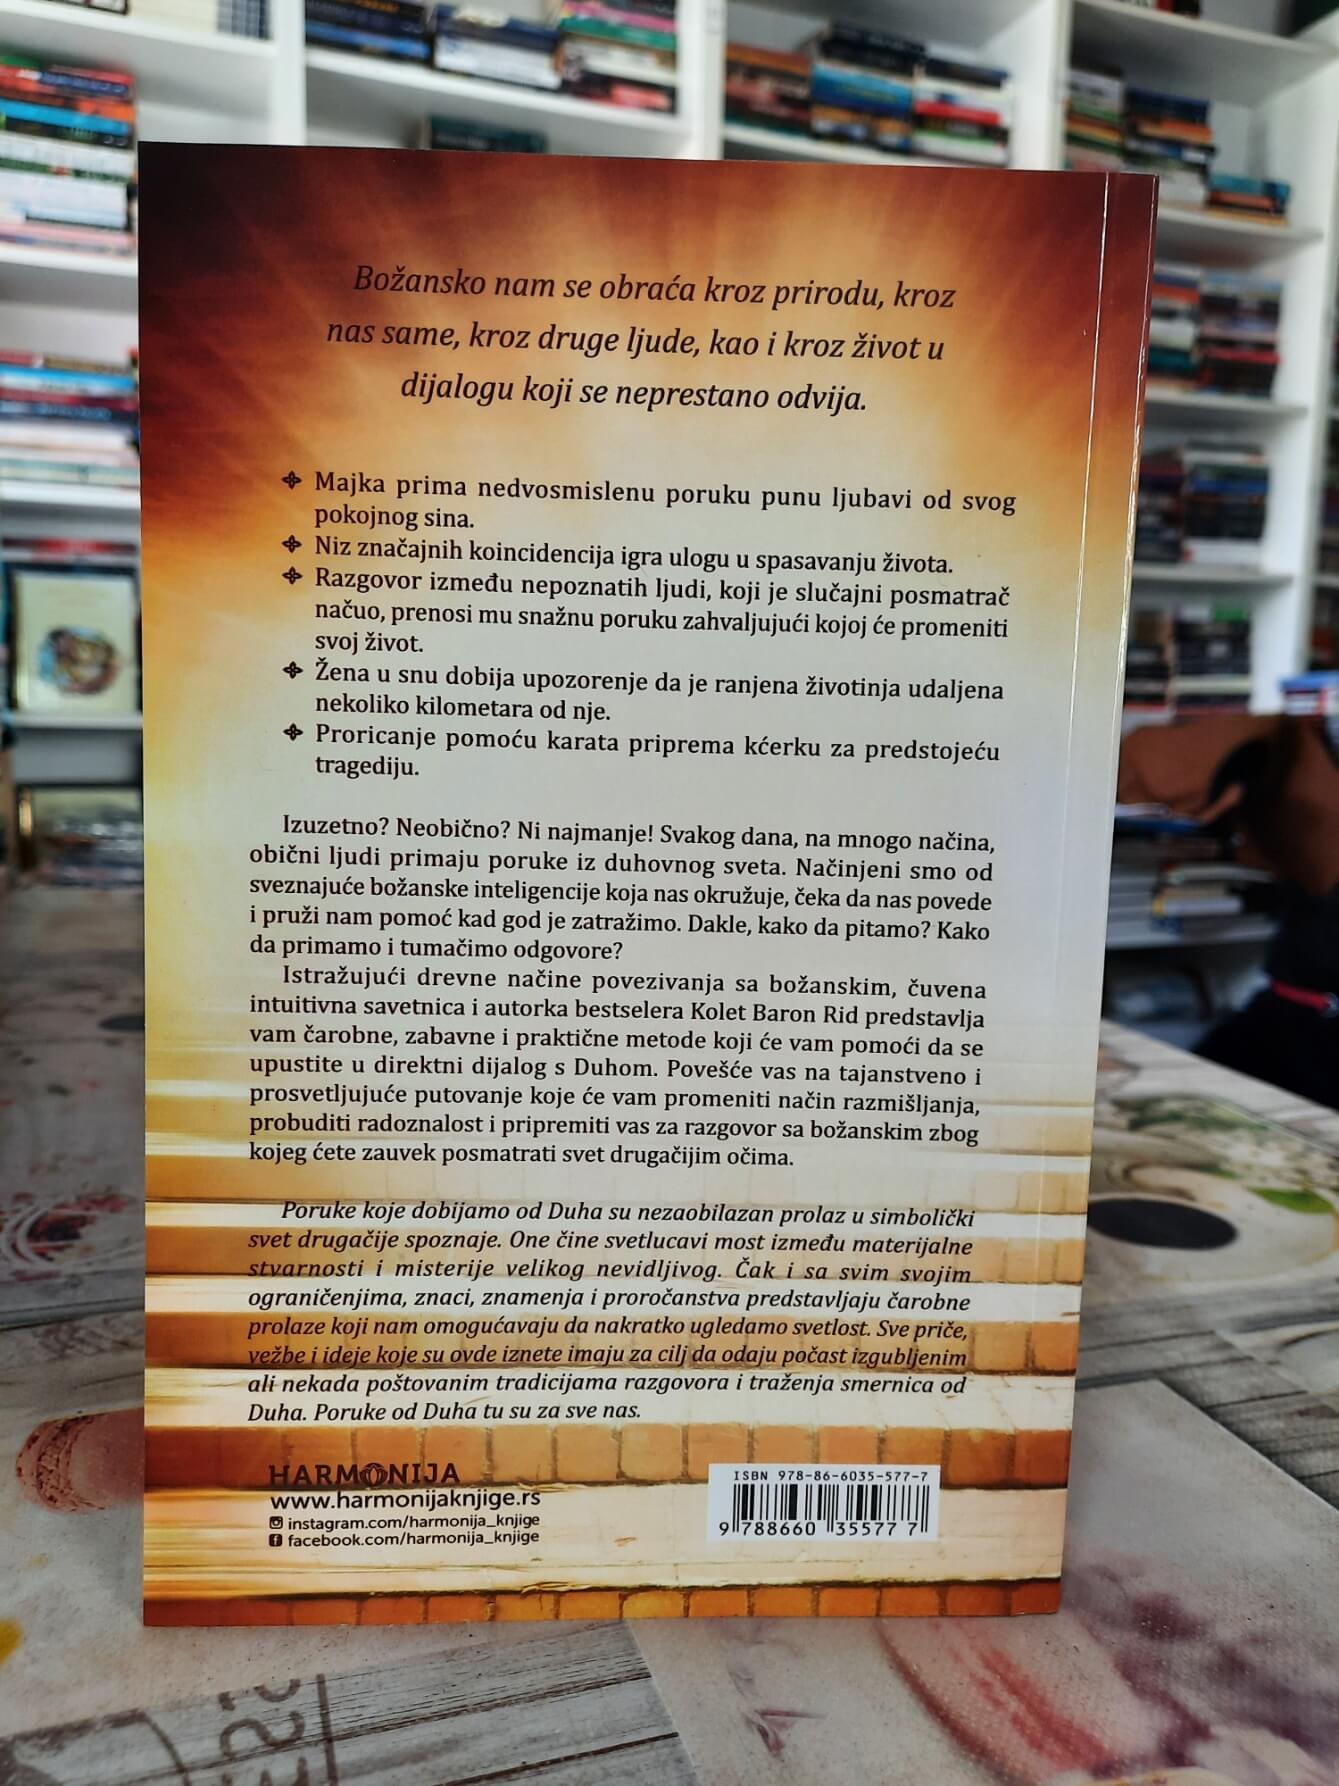 Božansko nam se obraća kroz prirodu, kroz
nas same, kroz druge ljude, kao i kroz život u
dijalogu koji se neprestano odvija.
Majka prima nedvosmislenu poruku punu ljubavi od svog
pokojnog sina.
Niz značajnih koincidencija igra ulogu u spasavanju života.
Razgovor između nepoznatih ljudi, koji je slučajni posmatrač
načuo, prenosi mu snažnu poruku zahvaljujući kojoj će promeniti
svoj život.
Žena u snu dobija upozorenje da je ranjena životinja udaljena
nekoliko kilometara od nje.
Proricanje pomoću karata priprema kćerku za predstojeću
tragediju.
Izuzetno? Neobično? Ni najmanje! Svakog dana, na mnogo načina,
obični ljudi primaju poruke iz duhovnog sveta. Načinjeni smo od
sveznajuće božanske inteligencije koja nas okružuje, čeka da nas povede
i pruži nam pomoć kad god je zatražimo. Dakle, kako da pitamo? Kako
da primamo i tumačimo odgovore?
Istražujući drevne načine povezivanja sa božanskim, čuvena
intuitivna savetnica i autorka bestselera Kolet Baron Rid predstavlja
vam čarobne, zabavne i praktične metode koji će vam pomoći da se
upustite u direktni dijalog s Duhom. Povešće vas na tajanstveno i
prosvetljujuće putovanje koje će vam promeniti način razmišljanja,
probuditi radoznalost i pripremiti vas za razgovor sa božanskim zbog
kojeg ćete zauvek posmatrati svet drugačijim očima.
Poruke koje dobijamo od Duha su nezaobilazan prolaz u simbolički
svet drugačije spoznaje. One čine svetlucavi most između materijalne
stvarnosti i misterije velikog nevidljivog. Čak i sa svim svojim
ograničenjima, znaci, znamenja i proročanstva predstavljaju čarobne
prolaze koji nam omogućavaju da nakratko ugledamo svetlost. Sve priče,
vežbe i ideje koje su ovde iznete imaju za cilj da odaju počast izgubljenim
ali nekada poštovanim tradicijama razgovora i traženja smernica od
Duha. Poruke od Duha tu su za sve nas.
HARMONIJA
www.harmonijaknjige.rs
instagram.com/harmonija_knjige
facebook.com/harmonija_knjige
ISBN 978-86-6035-577-7
9 788660 355777